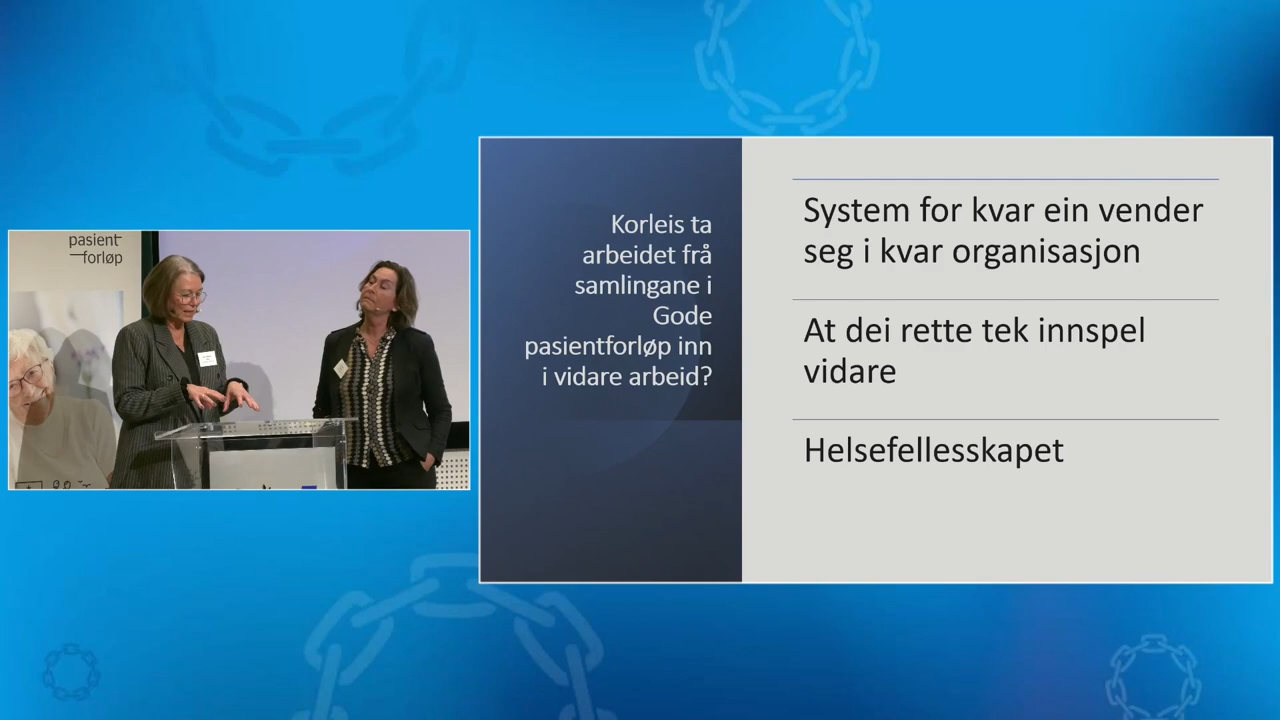 pasient
forløp
Korleis ta
arbeidet frå
samlingane i
Gode
pasientforløp inn
i vidare arbeid?
System for kvar ein vender
seg i kvar organisasjon
At dei rette tek innspel
vidare
Helsefellesskapet